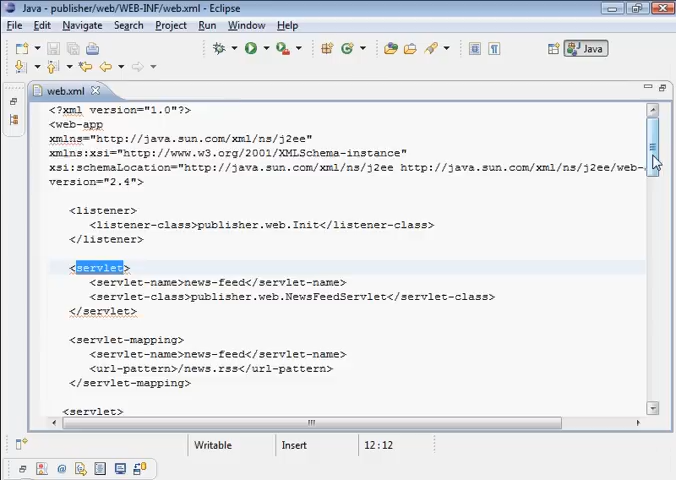 Java - publisher/web/WEB-INF/web.xml - Eclipse
File Edit Navigate Search Project Run Window Help
Java
web.xml
<?xml version="1.0"?>
<web-app
xmlns="http://java.sun.com/xml/ns/j2ee"
xmlns:xsi="http://www.w3.org/2001/XMLSchema-instance"
xsi:schemaLocation="http://java.sun.com/xml/ns/j2ee http://java.sun.com/xml/ns/j2ee/web-
version="2.4">
<listener>
<listener-class>publisher.web.Init</listener-class>
</listener>
<servlet>
<servlet-name>news-feed</servlet-name>
<servlet-class>publisher.web.NewsFeedServlet</servlet-class>
</servlet>
<servlet-mapping>
<servlet-name>news-feed</servlet-name>
<url-pattern>/news.rss</url-pattern>
</servlet-mapping>
<servlet>
Writable Insert 12:12